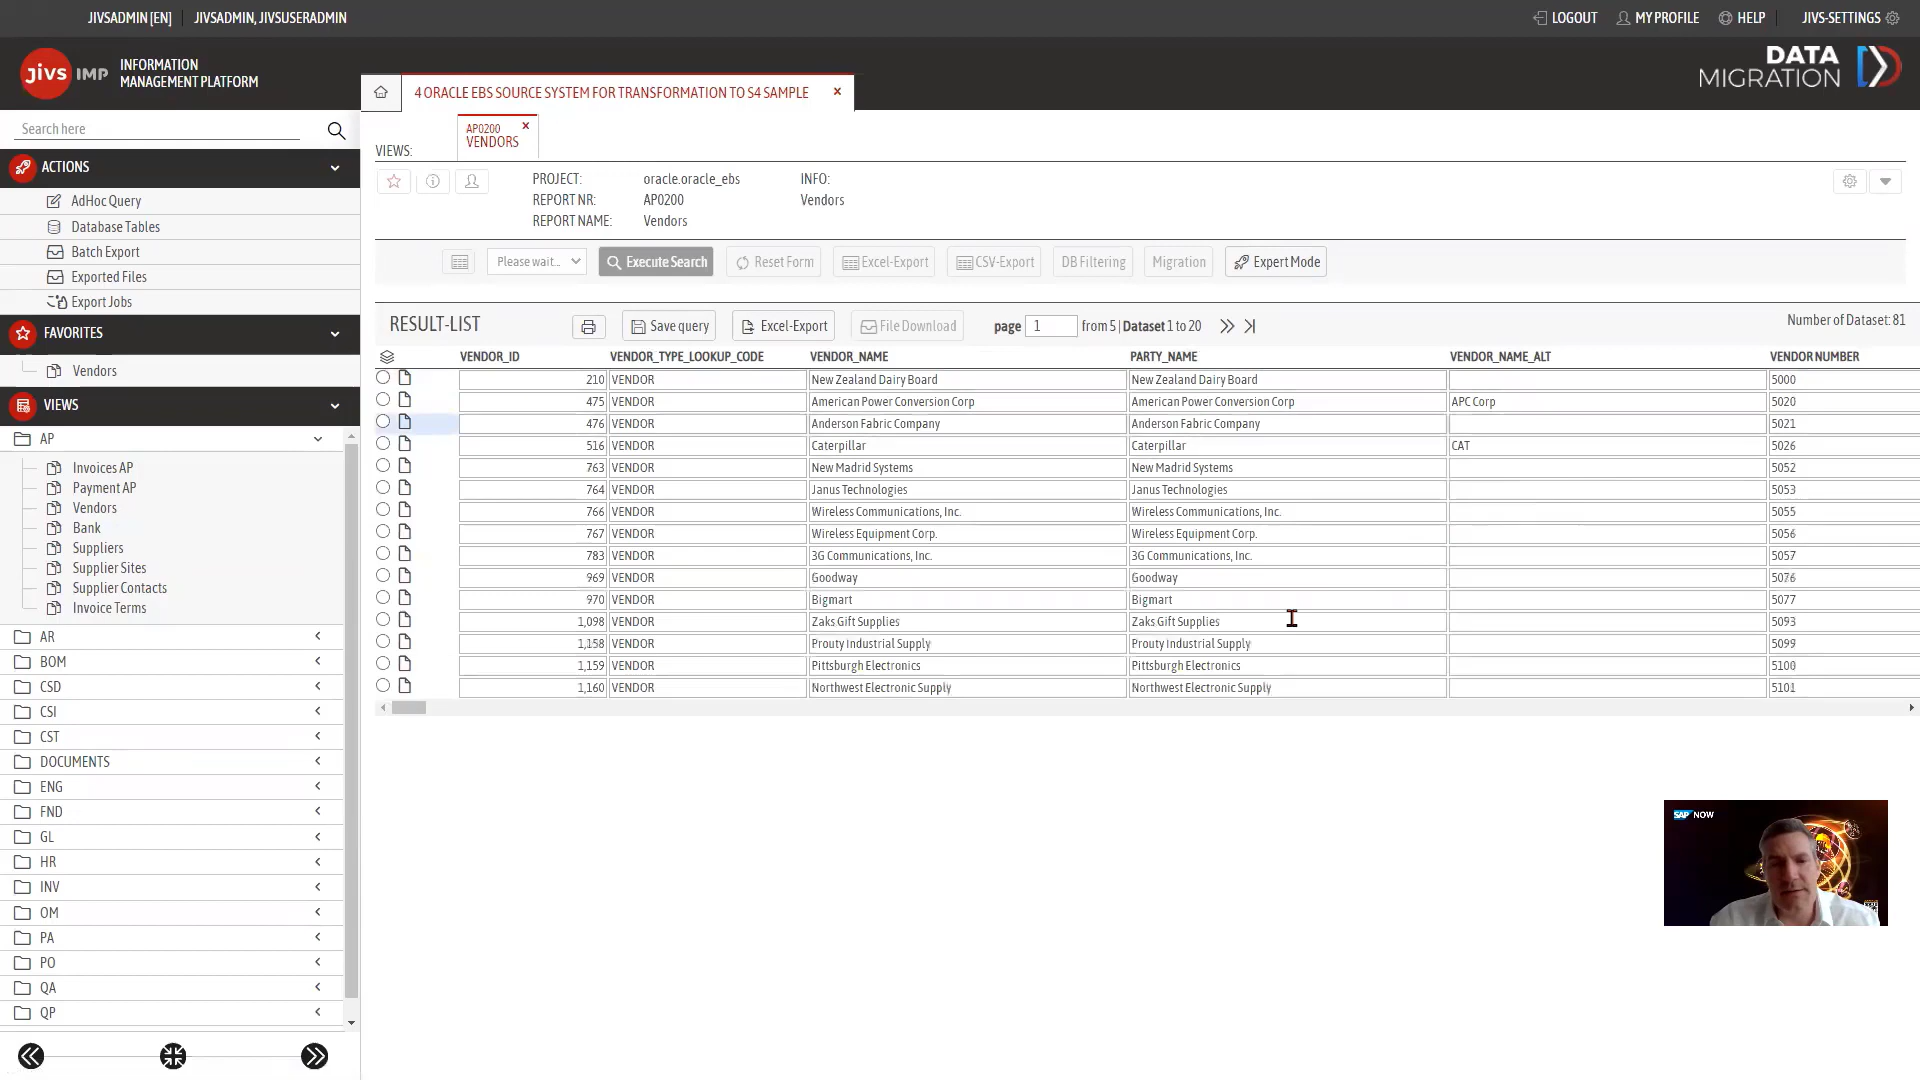 JIVSADMIN [EN] JIVSADMIN, JIVSUSERADMIN LOGOUT MY PROFILE HELP JIVS-SETTINGS
jivs IMP INFORMATION MANAGEMENT PLATFORM
DATA MIGRATION
4 ORACLE EBS SOURCE SYSTEM FOR TRANSFORMATION TO S4 SAMPLE x
Search here
ACTIONS
AdHoc Query
Database Tables
Batch Export
Exported Files
Export Jobs
FAVORITES
Vendors
VIEWS
AP
Invoices AP
Payment AP
Vendors
Bank
Suppliers
Supplier Sites
Supplier Contacts
Invoice Terms
AR
BOM
CSD
CSI
CST
DOCUMENTS
ENG
FND
GL
HR
INV
OM
PA
PO
QA
QP
VIEWS: AP0200 VENDORS x
PROJECT: oracle.oracle_ebs INFO:
REPORT NR: AP0200 Vendors
REPORT NAME: Vendors
Please wait... Execute Search Reset Form Excel-Export CSV-Export DB Filtering Migration Expert Mode
RESULT-LIST Save query Excel-Export File Download page 1 from 5 | Dataset 1 to 20 Number of Dataset: 81
VENDOR_ID VENDOR_TYPE_LOOKUP_CODE VENDOR_NAME PARTY_NAME VENDOR_NAME_ALT VENDOR NUMBER
210 VENDOR New Zealand Dairy Board New Zealand Dairy Board 5000
475 VENDOR American Power Conversion Corp American Power Conversion Corp APC Corp 5020
476 VENDOR Anderson Fabric Company Anderson Fabric Company 5021
516 VENDOR Caterpillar Caterpillar CAT 5026
763 VENDOR New Madrid Systems New Madrid Systems 5052
764 VENDOR Janus Technologies Janus Technologies 5053
766 VENDOR Wireless Communications, Inc. Wireless Communications, Inc. 5055
767 VENDOR Wireless Equipment Corp. Wireless Equipment Corp. 5056
783 VENDOR 3G Communications, Inc. 3G Communications, Inc. 5057
969 VENDOR Goodway Goodway 5076
970 VENDOR Bigmart Bigmart 5077
1,098 VENDOR Zaks Gift Supplies Zaks Gift Supplies 5093
1,158 VENDOR Prouty Industrial Supply Prouty Industrial Supply 5099
1,159 VENDOR Pittsburgh Electronics Pittsburgh Electronics 5100
1,160 VENDOR Northwest Electronic Supply Northwest Electronic Supply 5101
SAP NOW